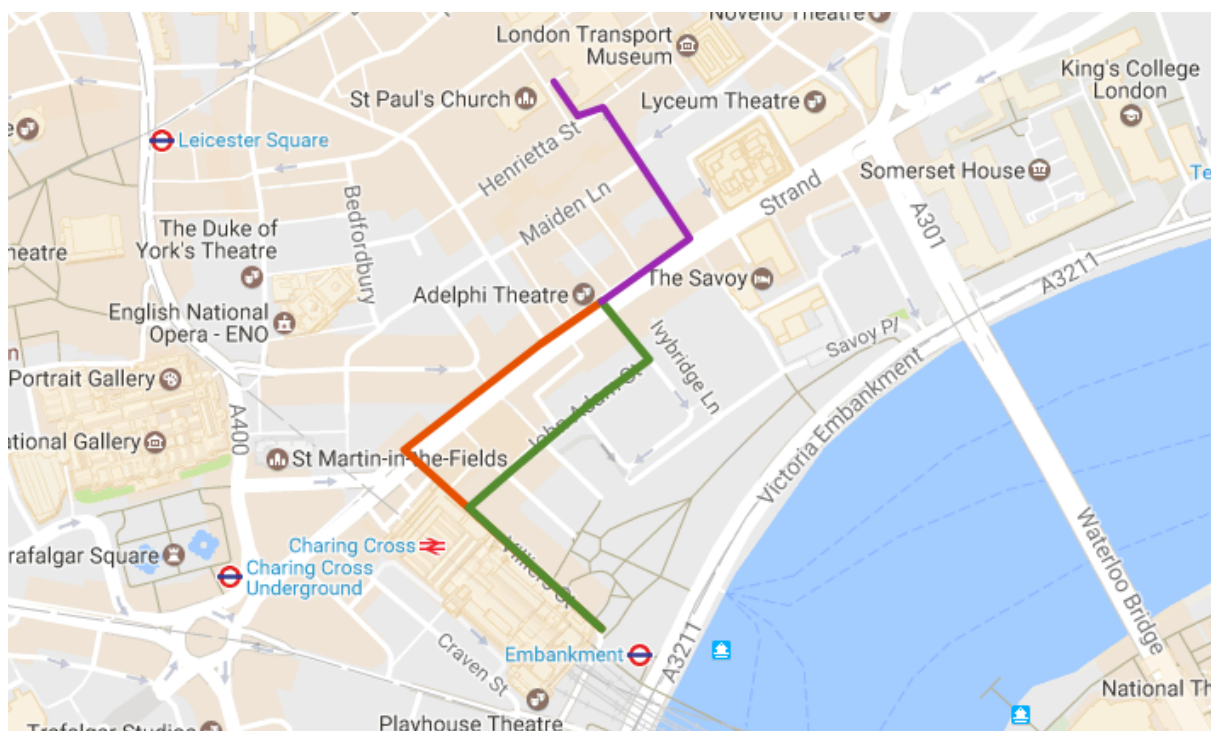 Novello Theatre
London Transport
Museum
King's College
London
St Paul's Church
Lyceum Theatre
Leicester Square
Henrietta St
Somerset House
Te
Strand
Bedfordbury
Maiden Ln
The Duke of
York's Theatre
heatre
A301
A3211
The Savoy
Adelphi Theatre
English National
Opera - ENO
Ivybridge Ln
Savoy Pl
n
Portrait Gallery
John Adam St
Victoria Embankment
A400
ational Gallery
St Martin-in-the-Fields
Waterloo Bridge
Charing Cross
rafalgar Square
Charing Cross
Underground
Villiers St
Craven St
Embankment
A3211
National Th
Playhouse Theatre
Trafalgar Studios